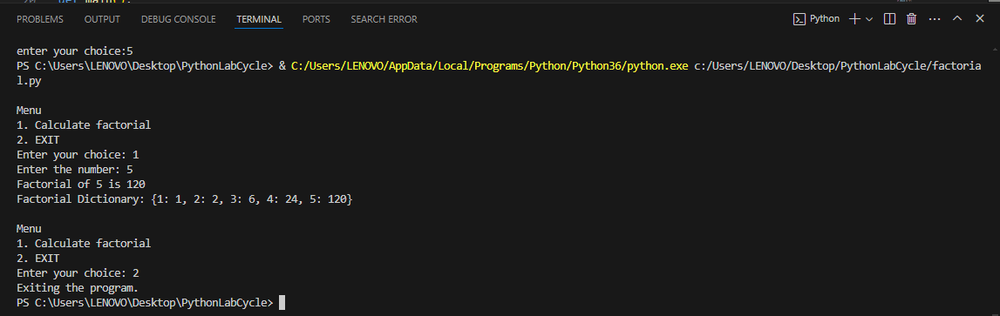 PROBLEMS OUTPUT DEBUG CONSOLE TERMINAL PORTS SEARCH ERROR Python
enter your choice:5
PS C:\Users\LENOVO\Desktop\PythonLabCycle> & C:/Users/LENOVO/AppData/Local/Programs/Python/Python36/python.exe c:/Users/LENOVO/Desktop/PythonLabCycle/factoria
l.py
Menu
1. Calculate factorial
2. EXIT
Enter your choice: 1
Enter the number: 5
Factorial of 5 is 120
Factorial Dictionary: {1: 1, 2: 2, 3: 6, 4: 24, 5: 120}
Menu
1. Calculate factorial
2. EXIT
Enter your choice: 2
Exiting the program.
PS C:\Users\LENOVO\Desktop\PythonLabCycle>